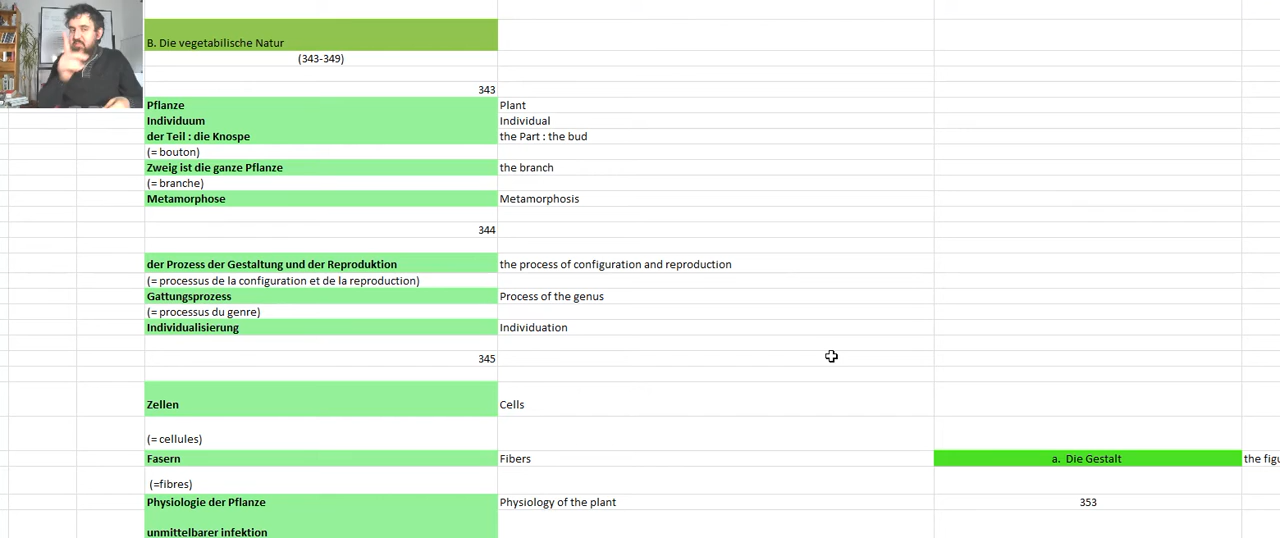 B. Die vegetabilische Natur
(343-349)
343
Pflanze Plant
Individuum Individual
der Teil : die Knospe the Part : the bud
(= bouton)
Zweig ist die ganze Pflanze the branch
(= branche)
Metamorphose Metamorphosis
344
der Prozess der Gestaltung und der Reproduktion the process of configuration and reproduction
(= processus de la configuration et de la reproduction)
Gattungsprozess Process of the genus
(= processus du genre)
Individualisierung Individuation
345
Zellen Cells
(= cellules)
Fasern Fibers a. Die Gestalt the figu
(=fibres)
Physiologie der Pflanze Physiology of the plant 353
unmittelbarer infektion